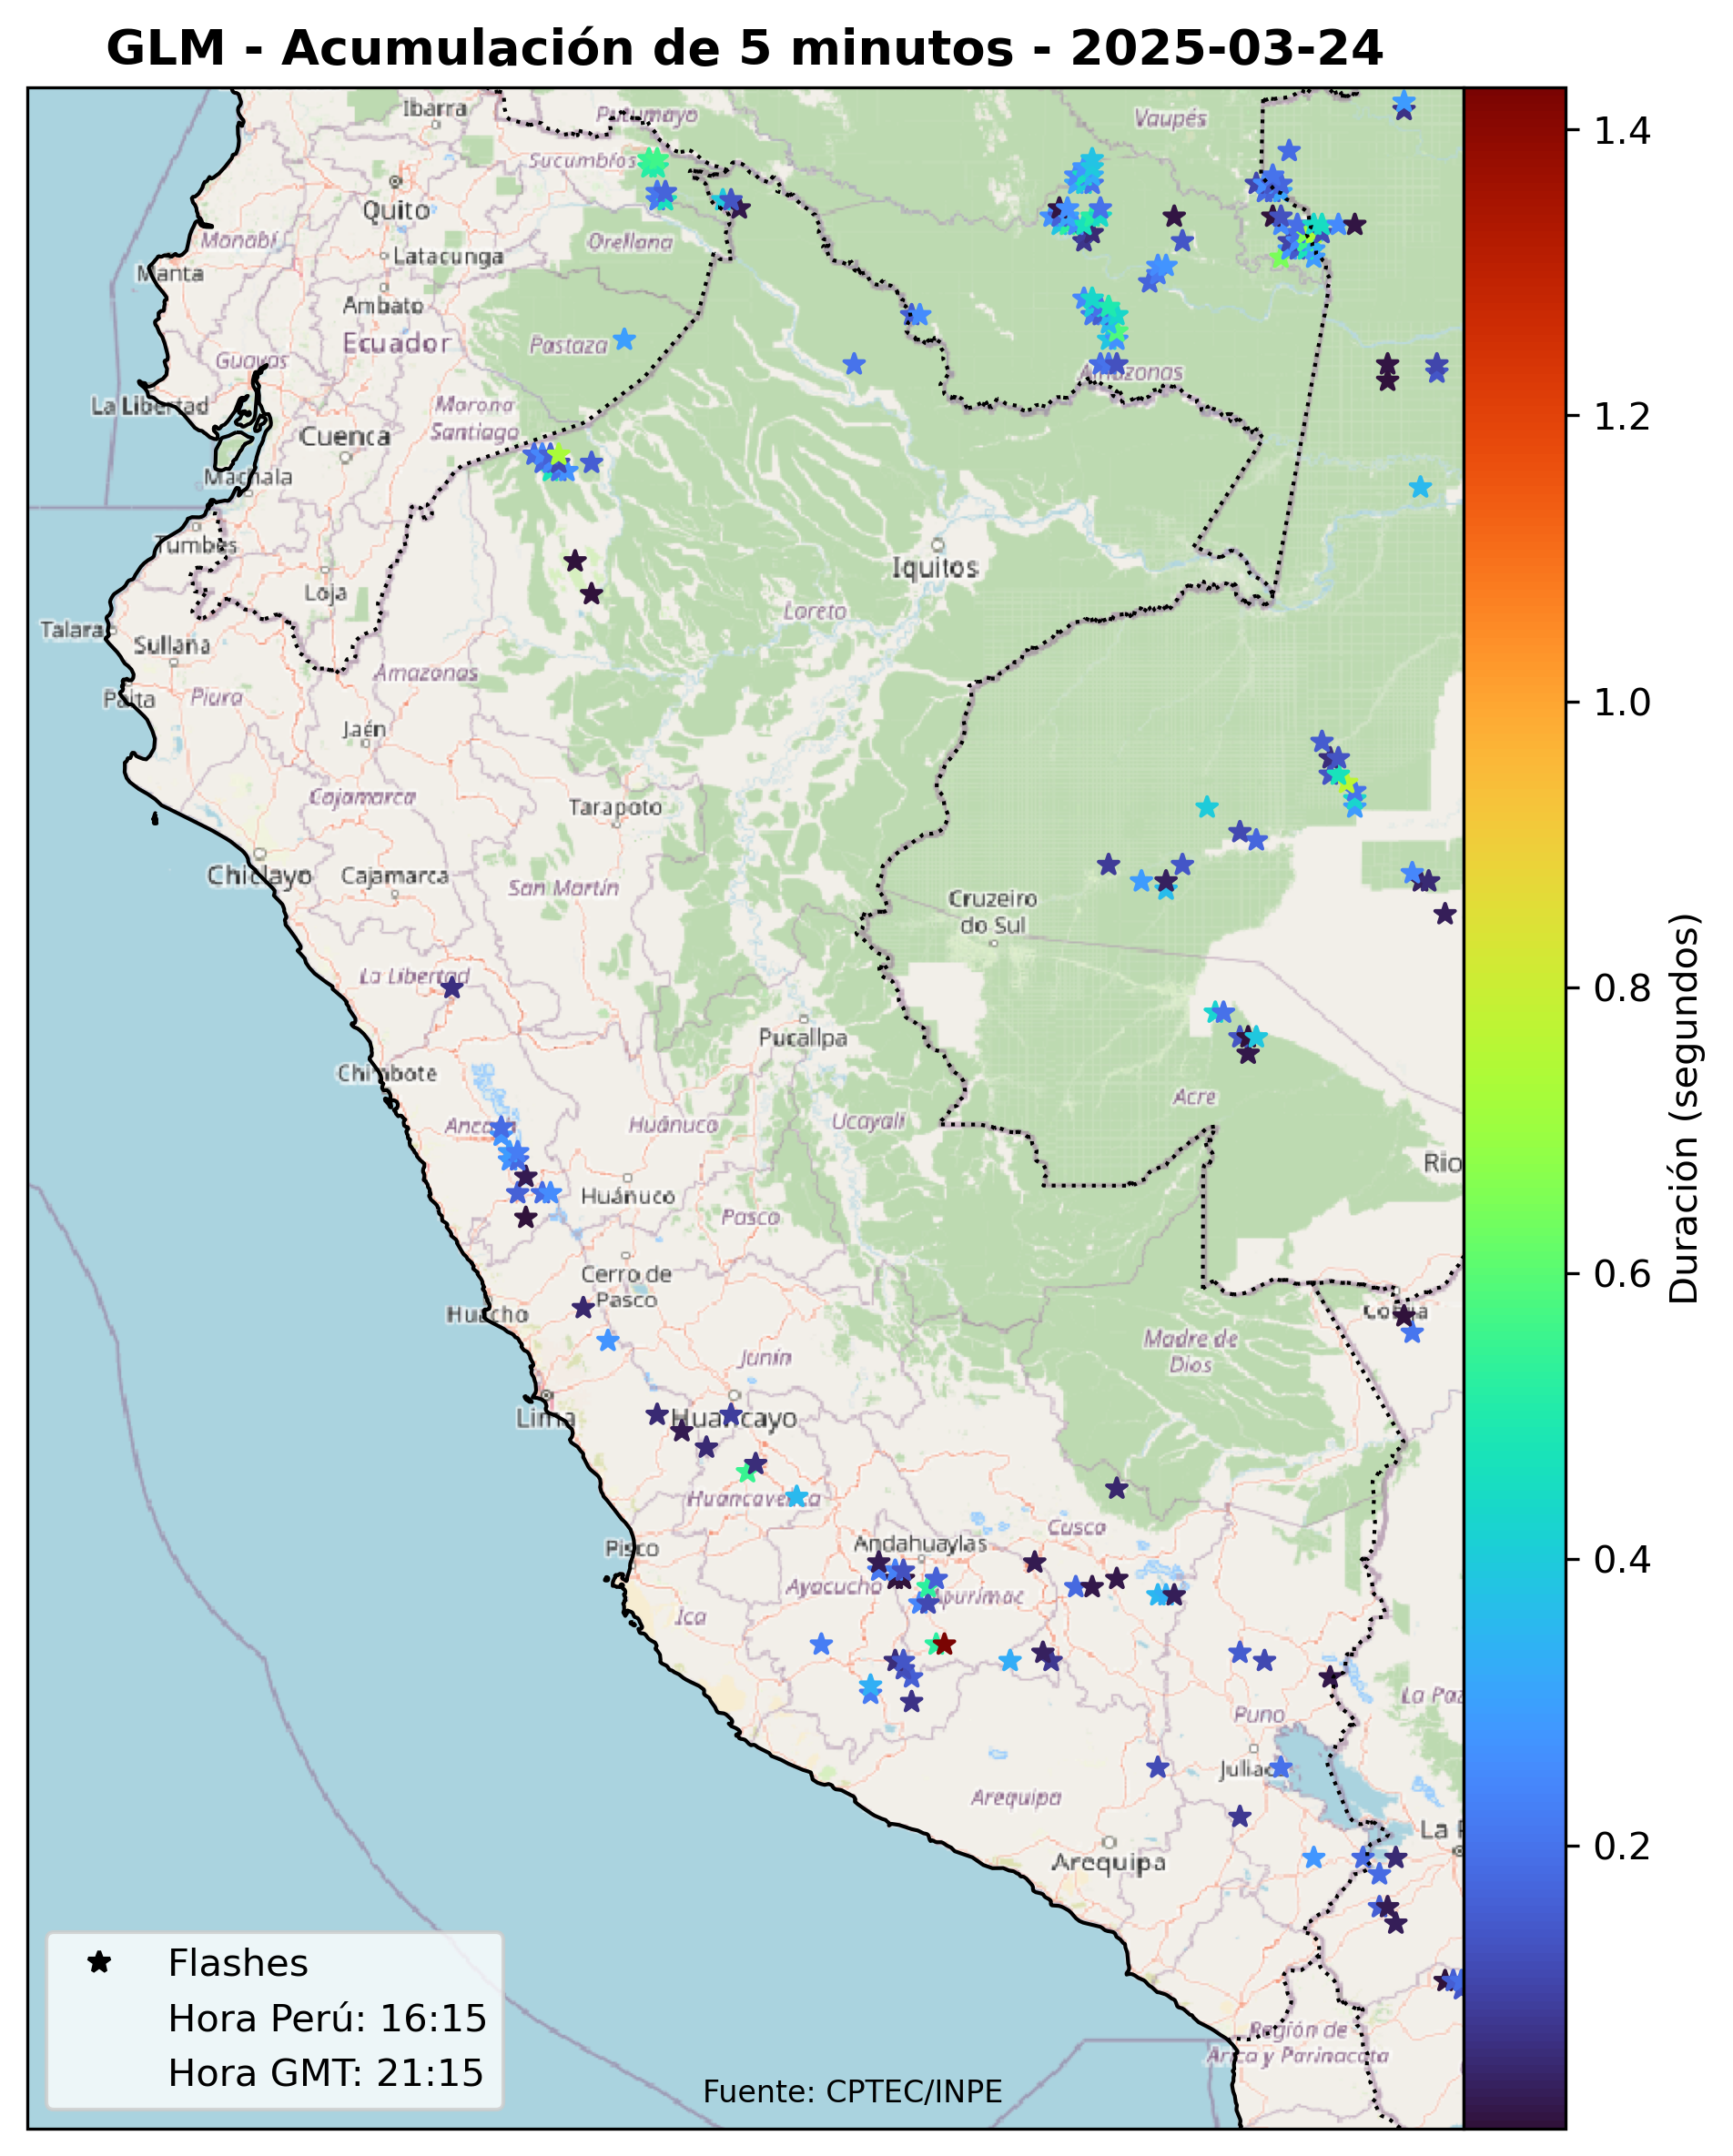 GLM - Acumulación de 5 minutos - 2025-03-24
Ibarra
Putumayo
Vaupés
Sucumbíos
Quito
Manabí
Orellana
Latacunga
Manta
Ambato
Ecuador
Pastaza
Guayas
Amazonas
La Libertad
Morona
Santiago
Cuenca
Machala
Tumbes
Iquitos
Loja
Loreto
Talara
Sullana
Amazonas
Paita
Piura
Jaén
Cajamarca
Tarapoto
Chiclayo
Cajamarca
San Martín
Cruzeiro
do Sul
La Libertad
Pucallpa
Chimbote
Acre
Huánuco
Ucayali
Rio
Huánuco
Pasco
Cerro de
Pasco
Huacho
Madre de
Dios
Junín
Lima
Huancayo
Huancavelica
Cusco
Andahuaylas
Pisco
Ayacucho
Apurímac
Ica
La Paz
Puno
Juliaca
Arequipa
La P
Arequipa
Región de
Arica y Parinacota
Flashes
Hora Perú: 16:15
Hora GMT: 21:15
Fuente: CPTEC/INPE
1.4
1.2
1.0
0.8
0.6
0.4
0.2
Duración (segundos)